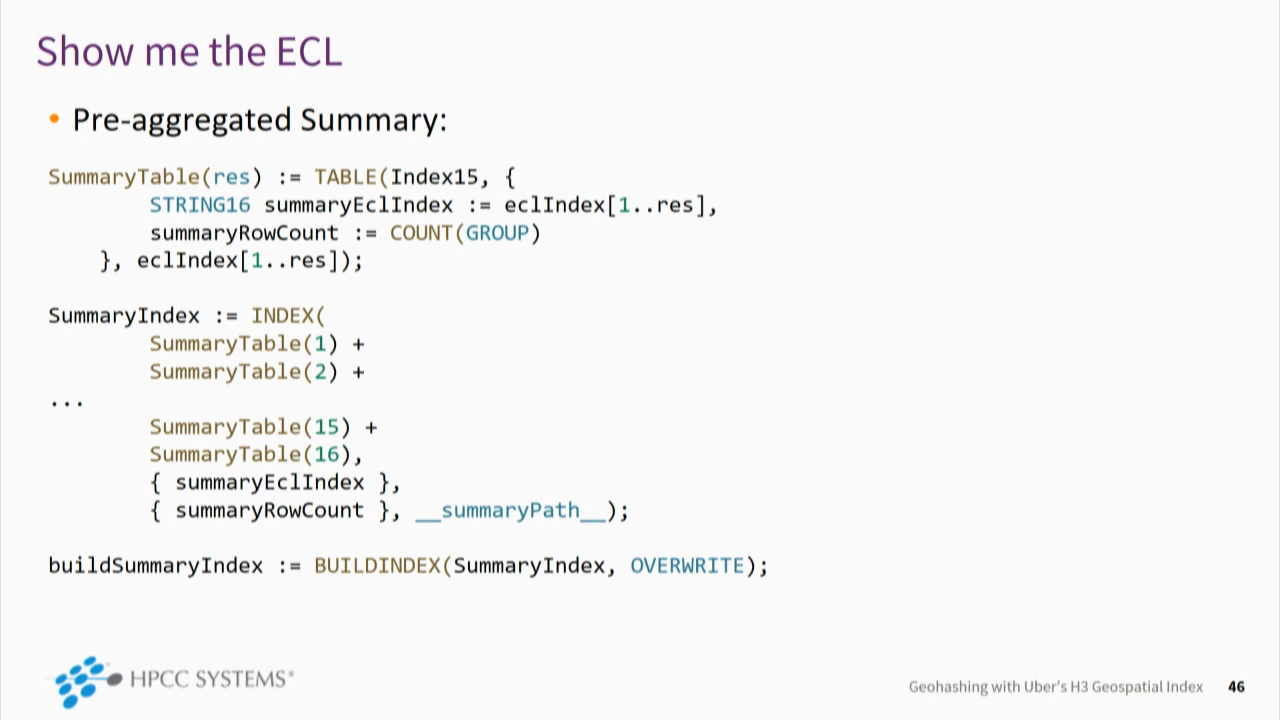 Show me the ECL
• Pre-aggregated Summary:
SummaryTable(res) := TABLE(Index15, {
STRING16 summaryEclIndex := eclIndex[1..res],
summaryRowCount := COUNT(GROUP)
}, eclIndex[1..res]);
SummaryIndex := INDEX(
SummaryTable(1) +
SummaryTable(2) +
...
SummaryTable(15) +
SummaryTable(16),
{ summaryEclIndex },
{ summaryRowCount }, __summaryPath__);
buildSummaryIndex := BUILDINDEX(SummaryIndex, OVERWRITE);
HPCC SYSTEMS®
Geohashing with Uber's H3 Geospatial Index 46